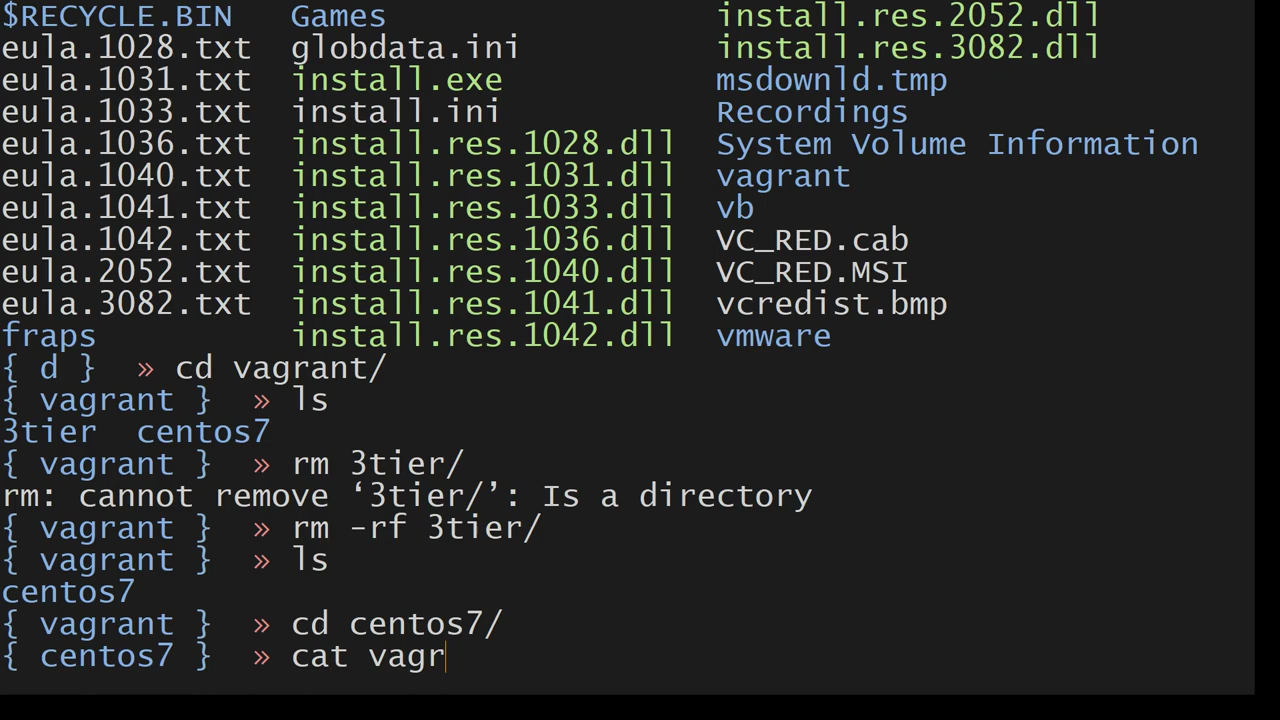 $RECYCLE.BIN   Games                 install.res.2052.dll
eula.1028.txt  globdata.ini          install.res.3082.dll
eula.1031.txt  install.exe           msdownld.tmp
eula.1033.txt  install.ini           Recordings
eula.1036.txt  install.res.1028.dll  System Volume Information
eula.1040.txt  install.res.1031.dll  vagrant
eula.1041.txt  install.res.1033.dll  vb
eula.1042.txt  install.res.1036.dll  VC_RED.cab
eula.2052.txt  install.res.1040.dll  VC_RED.MSI
eula.3082.txt  install.res.1041.dll  vcredist.bmp
fraps          install.res.1042.dll  vmware
{ d }  » cd vagrant/
{ vagrant }  » ls
3tier  centos7
{ vagrant }  » rm 3tier/
rm: cannot remove ‘3tier/’: Is a directory
{ vagrant }  » rm -rf 3tier/
{ vagrant }  » ls
centos7
{ vagrant }  » cd centos7/
{ centos7 }  » cat vagr